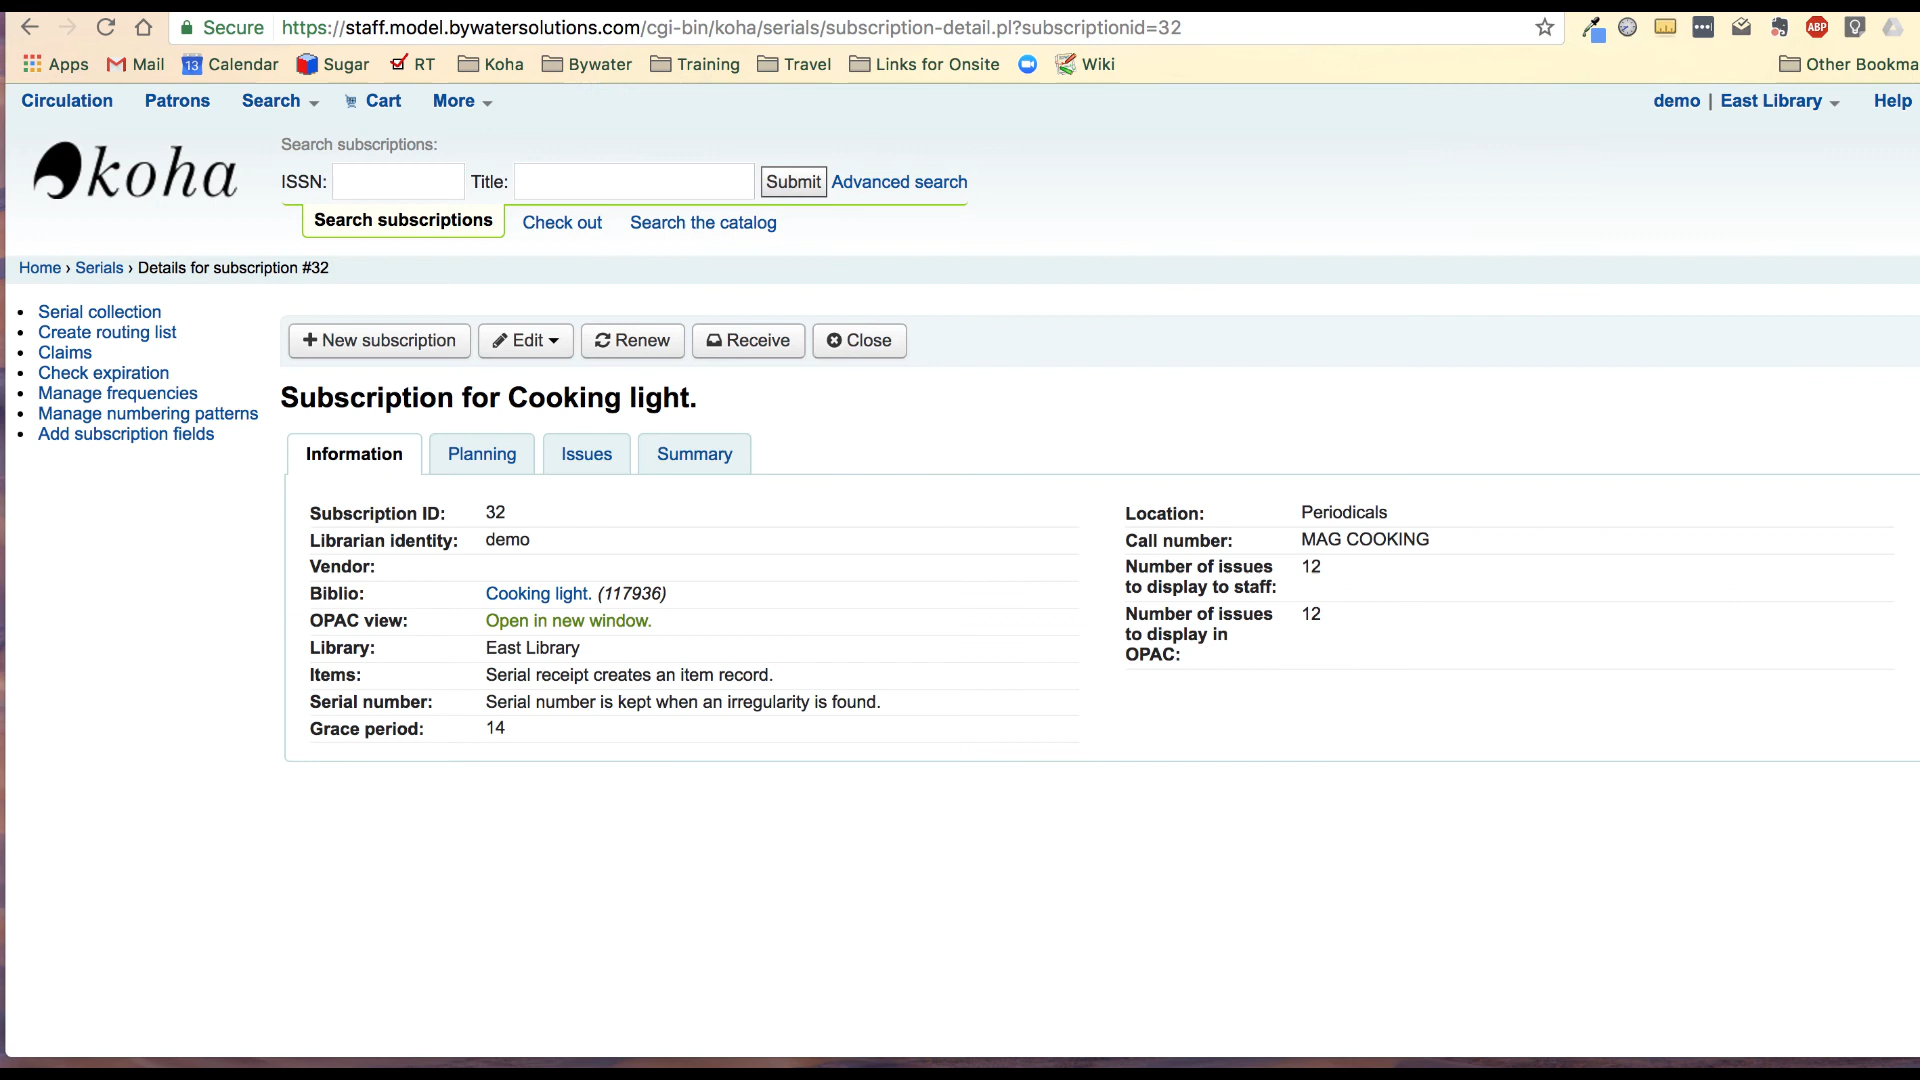 Secure https://staff.model.bywatersolutions.com/cgi-bin/koha/serials/subscription-detail.pl?subscriptionid=32 ABP
Apps Mail 13 Calendar Sugar RT Koha Bywater Training Travel Links for Onsite Wiki Other Bookma
Circulation Patrons Search Cart More demo | East Library Help
koha
Search subscriptions:
ISSN: Title: Submit Advanced search
Search subscriptions Check out Search the catalog
Home › Serials › Details for subscription #32
Serial collection
Create routing list
Claims
Check expiration
Manage frequencies
Manage numbering patterns
Add subscription fields
New subscription Edit Renew Receive Close
Subscription for Cooking light.
Information Planning Issues Summary
Subscription ID: 32
Librarian identity: demo
Vendor:
Biblio: Cooking light. (117936)
OPAC view: Open in new window.
Library: East Library
Items: Serial receipt creates an item record.
Serial number: Serial number is kept when an irregularity is found.
Grace period: 14
Location: Periodicals
Call number: MAG COOKING
Number of issues 12
to display to staff:
Number of issues 12
to display in
OPAC: